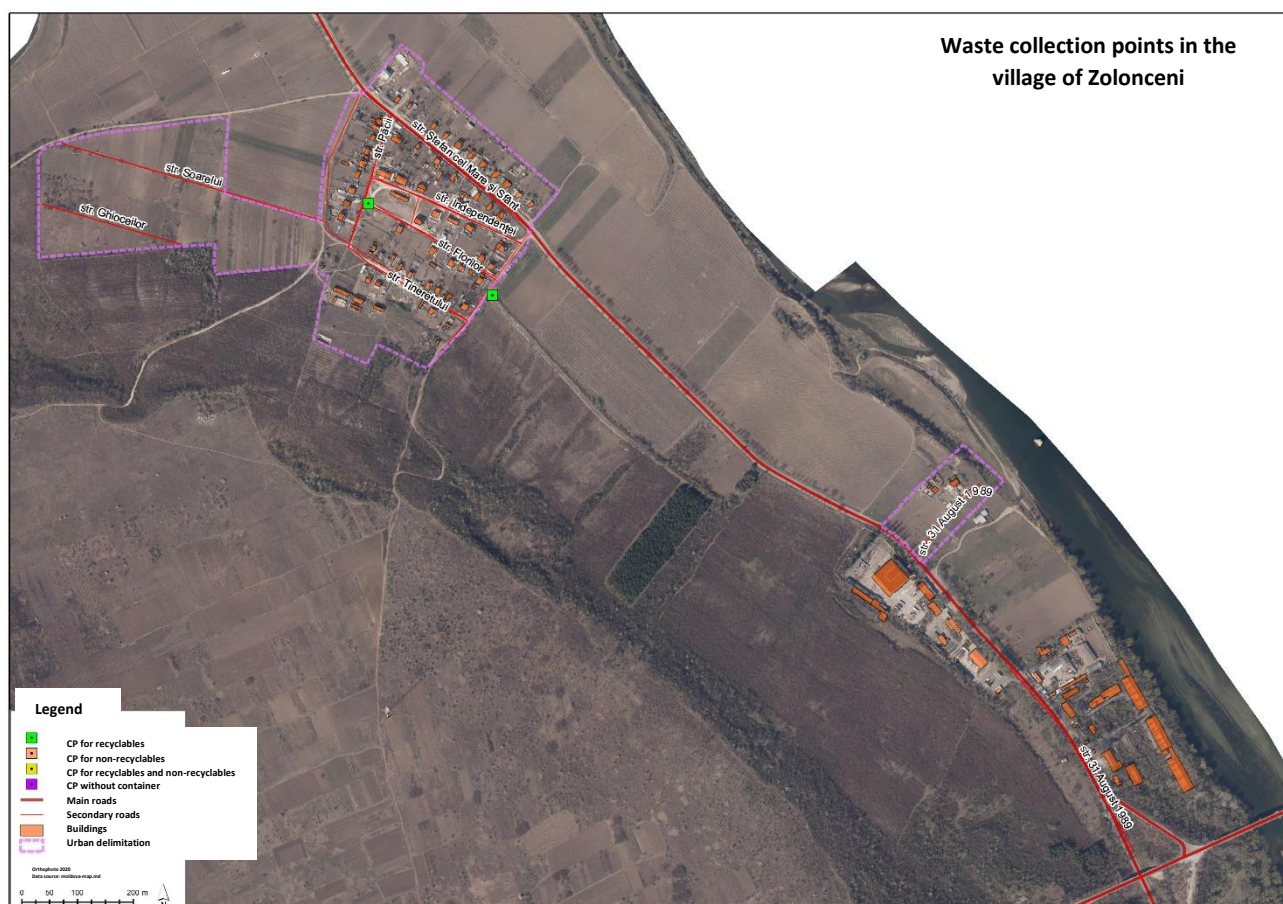 Waste collection points in the
village of Zolonceni
str. Păcii
str. Ștefan cel Mare și Sfânt
str. Soarelui
str. Independenței
str. Ghioceilor
str. Florilor
str. Tineretului
str. 31 August 1989
str. 31 August 1989
Legend
CP for recyclables
CP for non-recyclables
CP for recyclables and non-recyclables
CP without container
Main roads
Secondary roads
Buildings
Urban delimitation
Orthophoto 2020
Data source: moldova-map.md
0 50 100 200 m
N